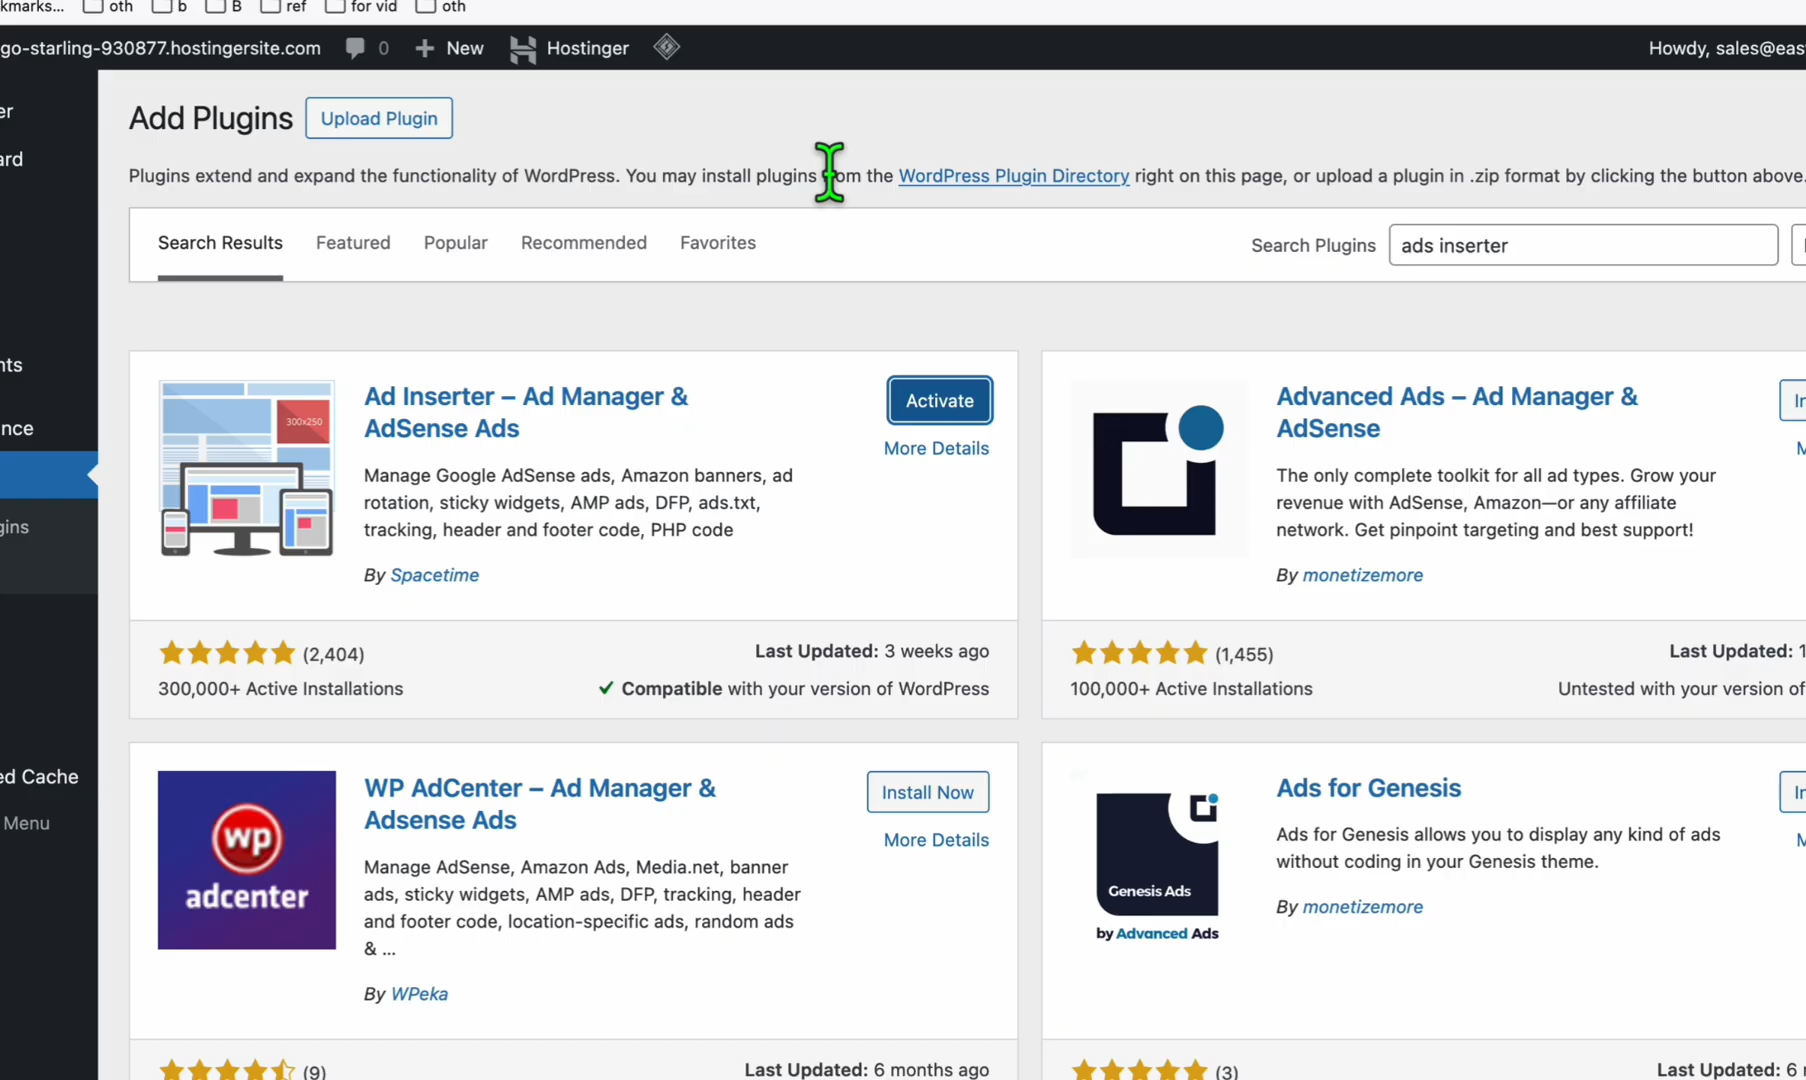 kmarks... oth b B ref for vid oth
go-starling-930877.hostingersite.com 0 New Hostinger Howdy, sales@eas
Add Plugins Upload Plugin
Plugins extend and expand the functionality of WordPress. You may install plugins from the WordPress Plugin Directory right on this page, or upload a plugin in .zip format by clicking the button above.
Search Results Featured Popular Recommended Favorites Search Plugins ads inserter
er
ard
nts
nce
gins
ed Cache
Menu
Ad Inserter – Ad Manager &
AdSense Ads
Activate
More Details
300x250
Manage Google AdSense ads, Amazon banners, ad
rotation, sticky widgets, AMP ads, DFP, ads.txt,
tracking, header and footer code, PHP code
By Spacetime
(2,404)
Last Updated: 3 weeks ago
300,000+ Active Installations
Compatible with your version of WordPress
Advanced Ads – Ad Manager &
AdSense
In
M
The only complete toolkit for all ad types. Grow your
revenue with AdSense, Amazon—or any affiliate
network. Get pinpoint targeting and best support!
By monetizemore
(1,455)
Last Updated: 1
100,000+ Active Installations
Untested with your version of
WP AdCenter – Ad Manager &
Adsense Ads
Install Now
More Details
wp
adcenter
Manage AdSense, Amazon Ads, Media.net, banner
ads, sticky widgets, AMP ads, DFP, tracking, header
and footer code, location-specific ads, random ads
& ...
By WPeka
(9)
Last Updated: 6 months ago
Ads for Genesis
In
M
Genesis Ads
by Advanced Ads
Ads for Genesis allows you to display any kind of ads
without coding in your Genesis theme.
By monetizemore
(3)
Last Updated: 6